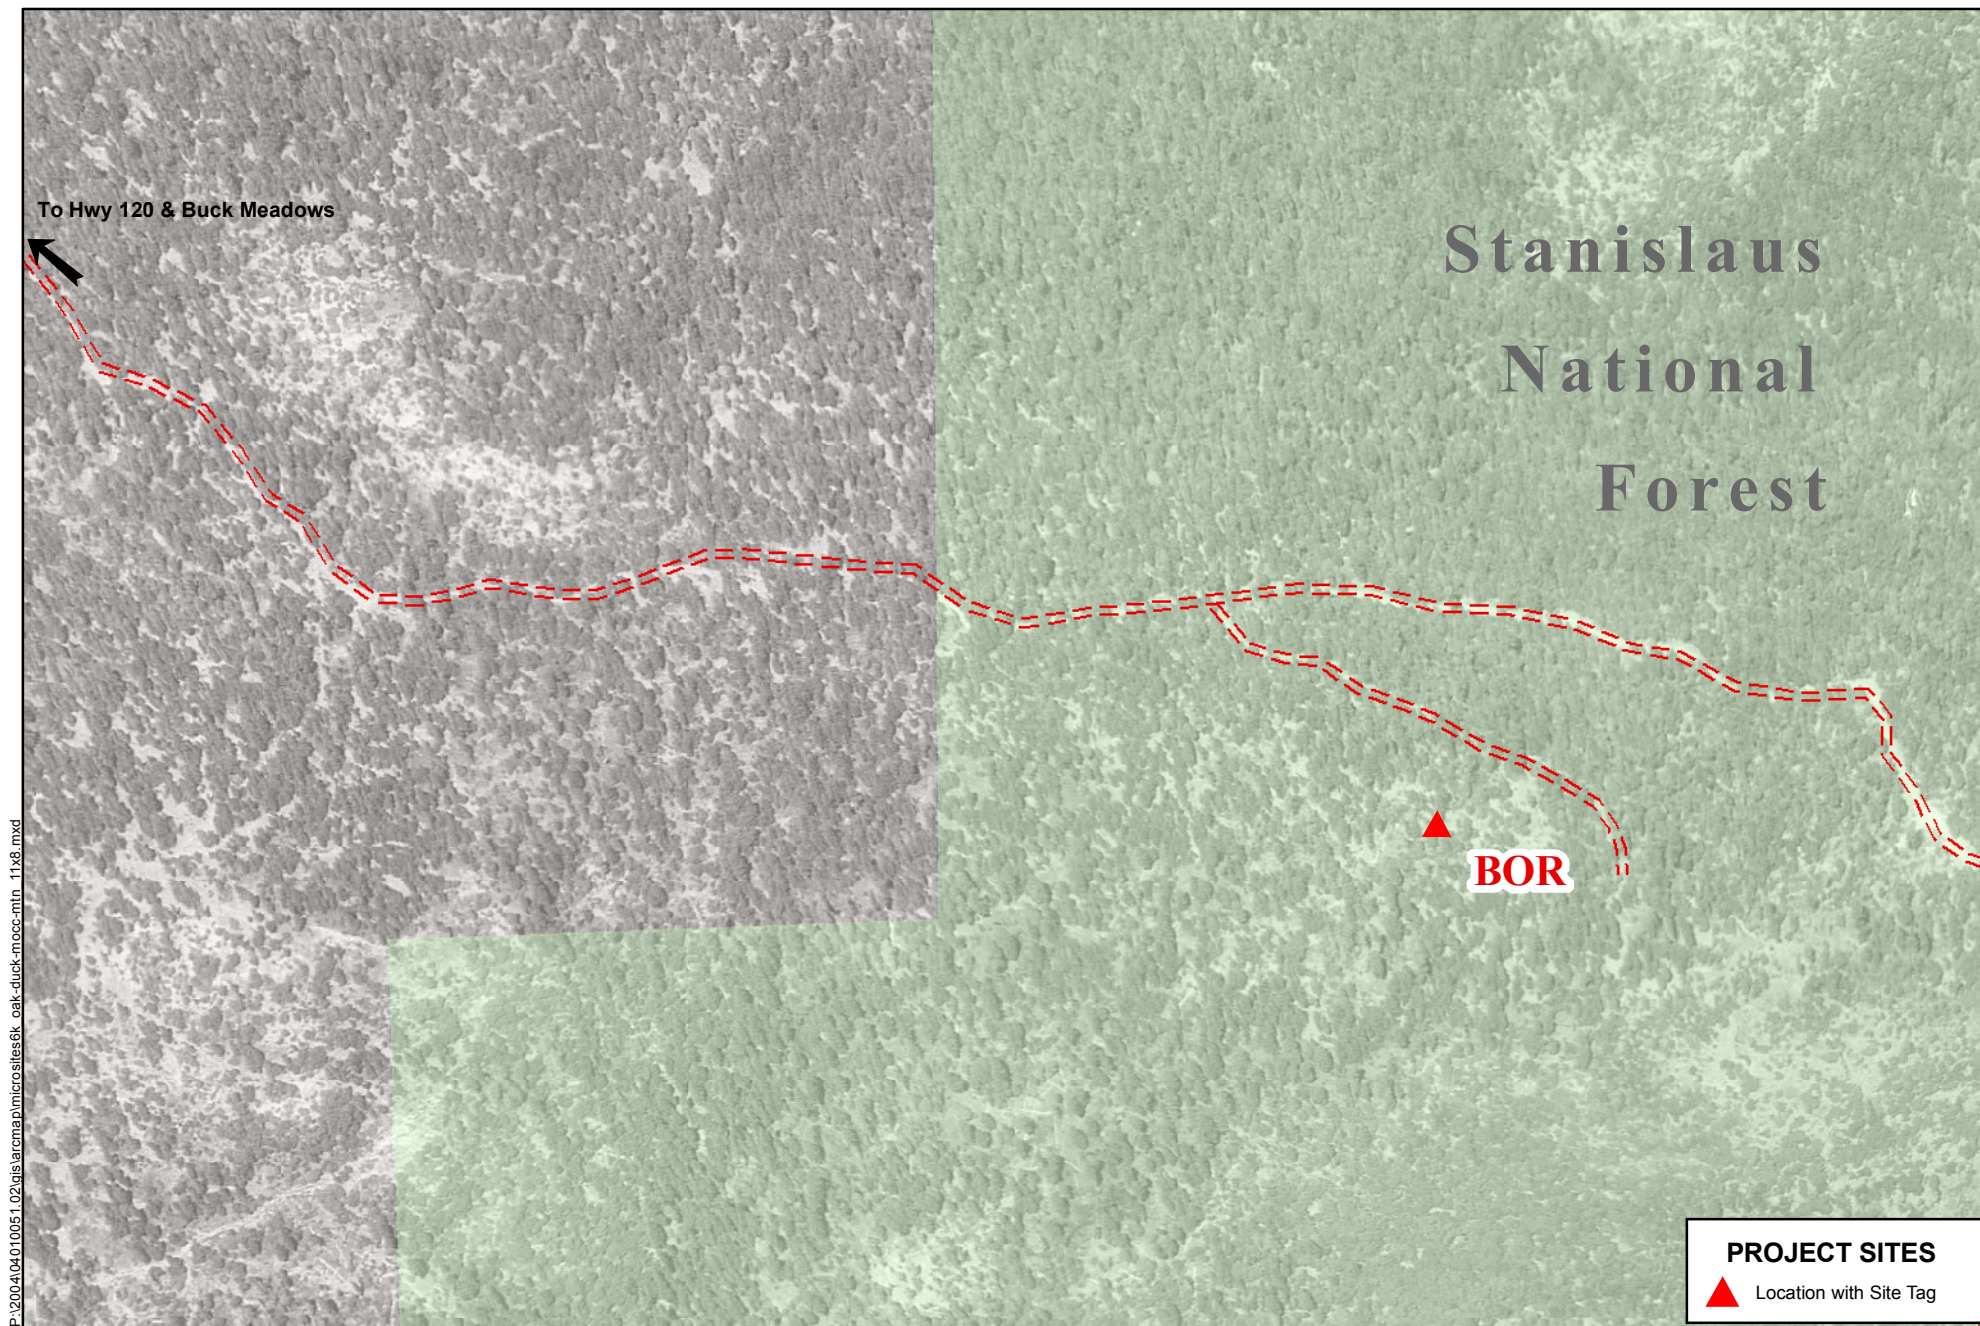 To Hwy 120 & Buck Meadows
Stanislaus
National
Forest
BOR
PROJECT SITES
Location with Site Tag
P:\2004\04010051.02\gis\arcmap\microsites6k_oak-duck-mocc-mtn_11x8.mxd